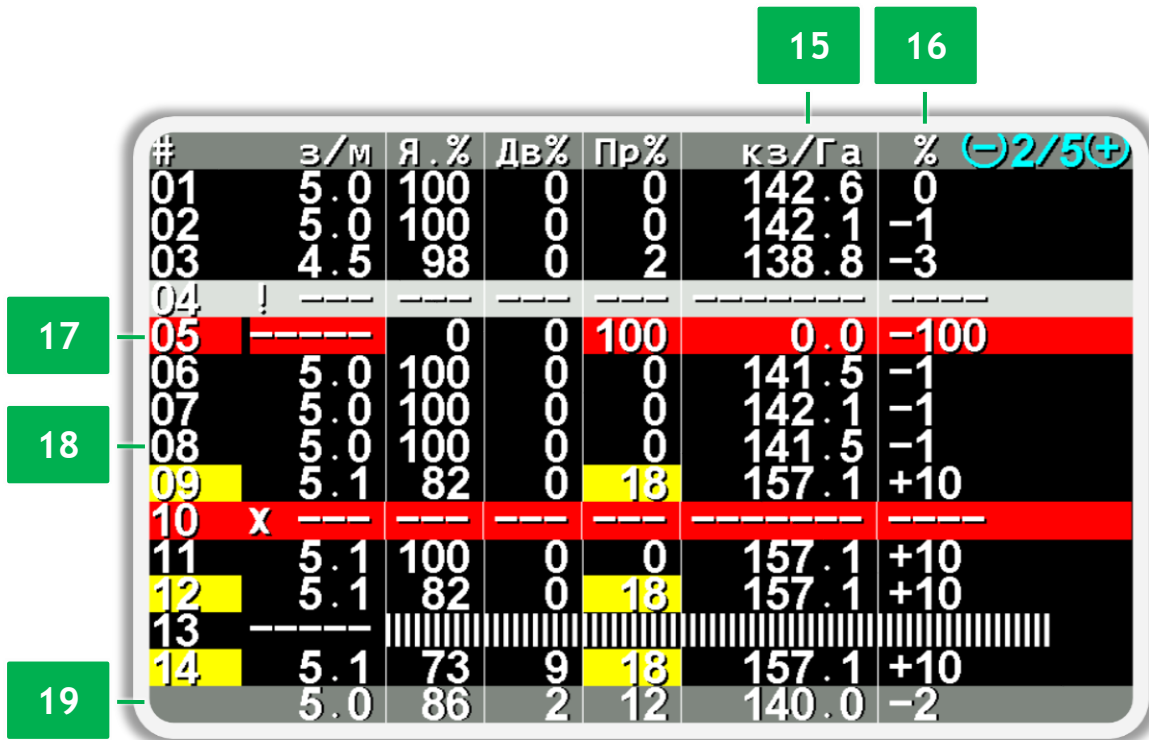 15 16
# з/м Я.% Дв% Пр% кз/Га % (−)2/5(+)
01 5.0 100 0 0 142.6 0
02 5.0 100 0 0 142.1 −1
03 4.5 98 0 2 138.8 −3
04 ! --- --- --- --- ------- ----
17 05 ----- 0 0 100 0.0 −100
06 5.0 100 0 0 141.5 −1
07 5.0 100 0 0 142.1 −1
18 08 5.0 100 0 0 141.5 −1
09 5.1 82 0 18 157.1 +10
10 X --- --- --- --- ------- ----
11 5.1 100 0 0 157.1 +10
12 5.1 82 0 18 157.1 +10
13 ----- ||||||||||||||||||||||||||||||||
14 5.1 73 9 18 157.1 +10
19 5.0 86 2 12 140.0 −2